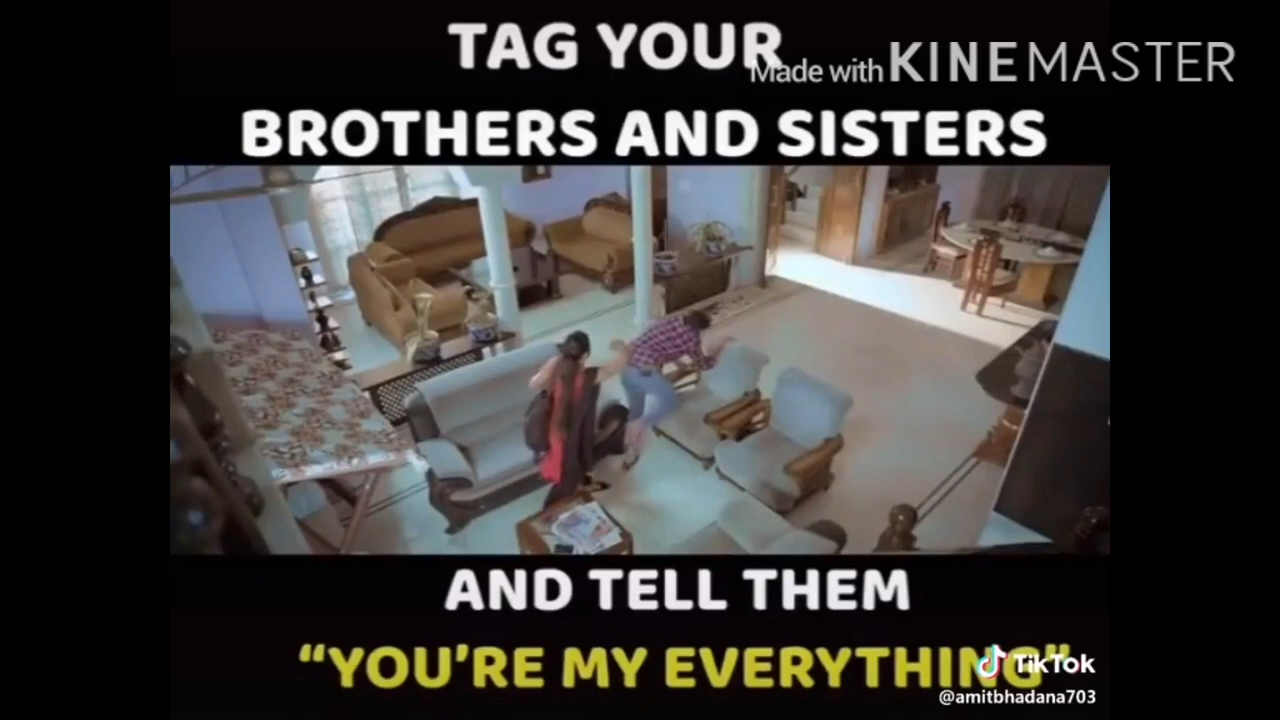 TAG YOUR
Made with KINEMASTER
BROTHERS AND SISTERS
AND TELL THEM
“YOU’RE MY EVERYTHING”
TikTok
@amitbhadana703